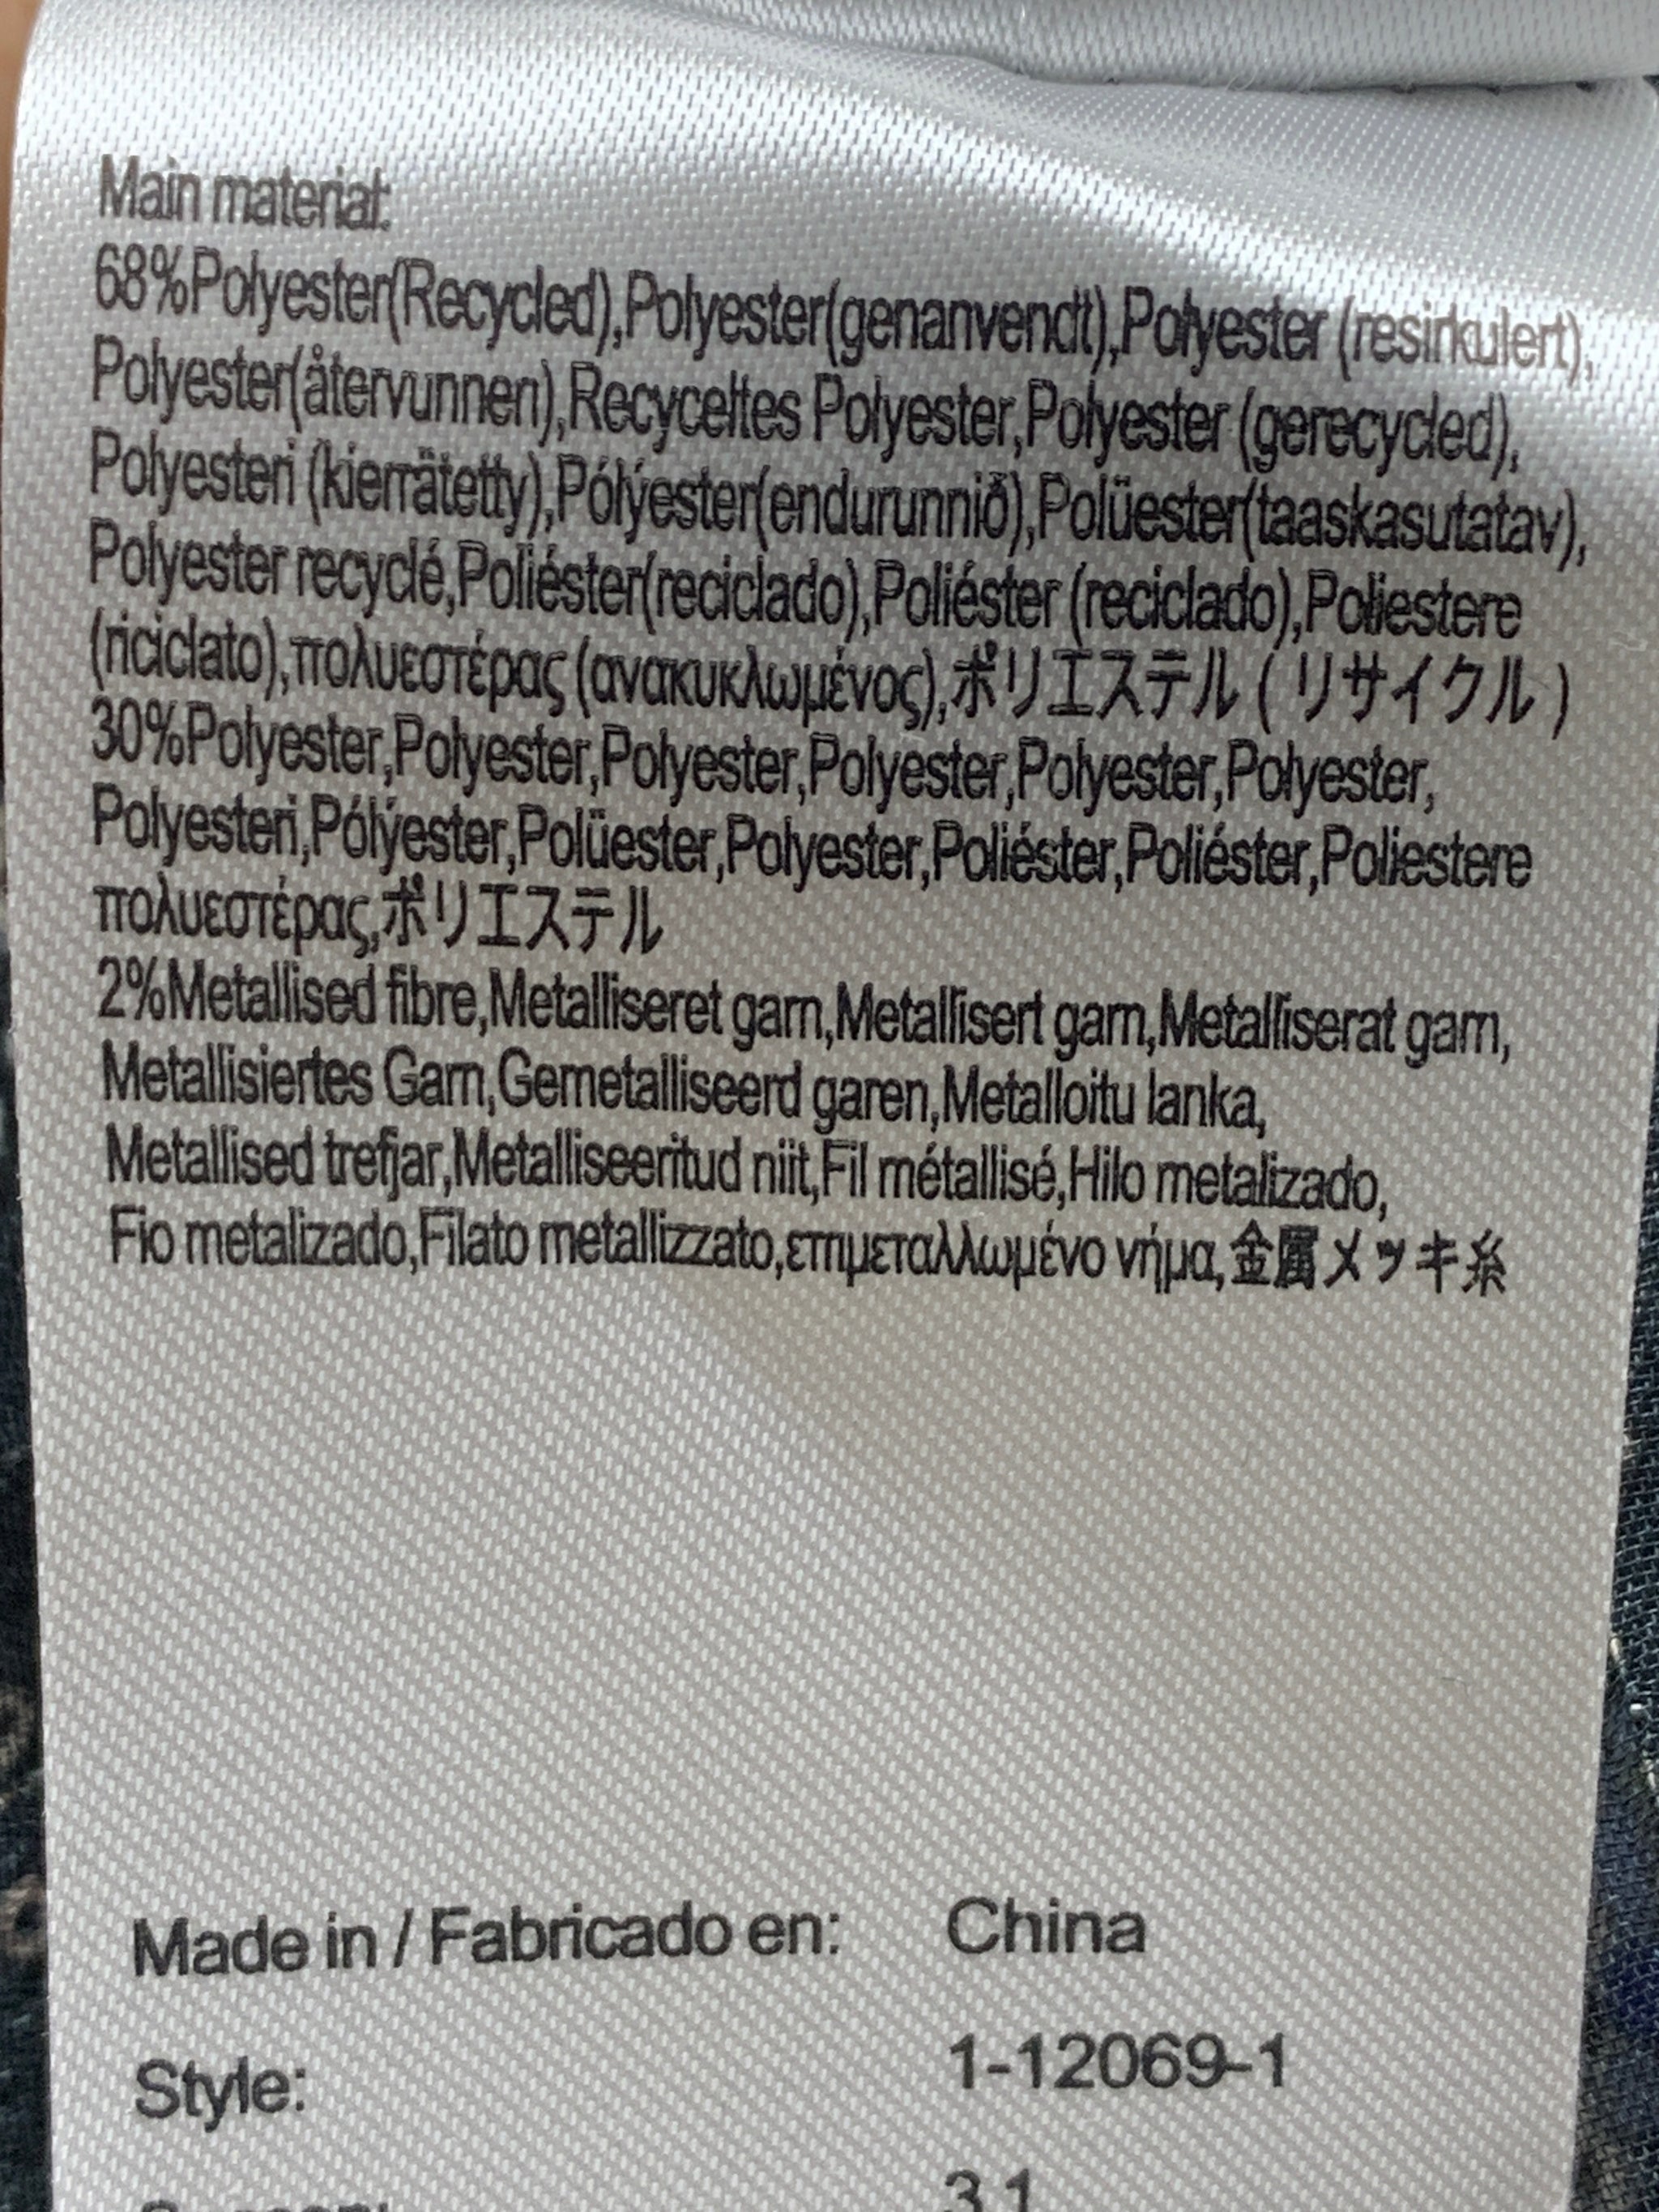 Main material:
68%Polyester(Recycled),Polyester(genanvendt),Polyester (resirkulert),
Polyester(återvunnen),Recyceltes Polyester,Polyester (gerecycled),
Polyesteri (kierrätetty),Pólýester(endurunnið),Polüester(taaskasutatav),
Polyester recyclé,Poliéster(reciclado),Poliéster (reciclado),Poliestere
(riciclato),πολυεστέρας (ανακυκλωμένος),ポリエステル ( リサイクル )
30%Polyester,Polyester,Polyester,Polyester,Polyester,Polyester,
Polyesteri,Pólýester,Polüester,Polyester,Poliéster,Poliéster,Poliestere
πολυεστέρας,ポリエステル
2%Metallised fibre,Metalliseret garn,Metallisert garn,Metalliserat garn,
Metallisiertes Garn,Gemetalliseerd garen,Metalloitu lanka,
Metallised trefjar,Metalliseeritud niit,Fil métallisé,Hilo metalizado,
Fio metalizado,Filato metallizzato,επιμεταλλωμένο νήμα,金属メッキ糸
Made in / Fabricado en: China
Style: 1-12069-1
3.1